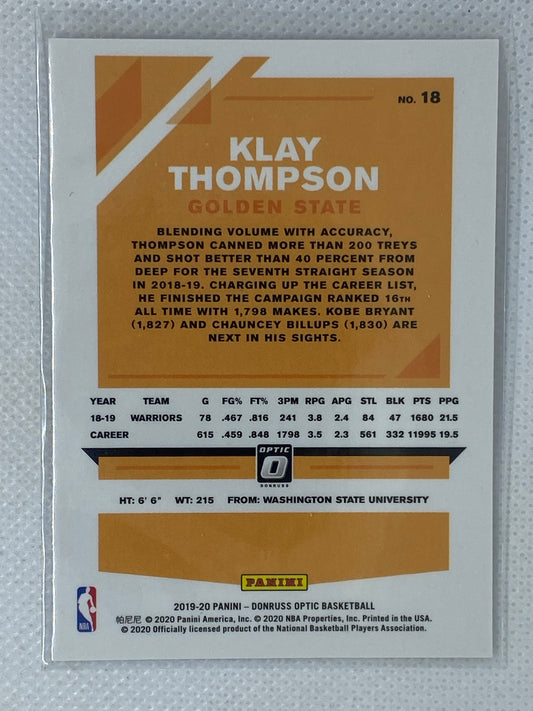 NO. 18
KLAY
THOMPSON
GOLDEN STATE
BLENDING VOLUME WITH ACCURACY,
THOMPSON CANNED MORE THAN 200 TREYS
AND SHOT BETTER THAN 40 PERCENT FROM
DEEP FOR THE SEVENTH STRAIGHT SEASON
IN 2018-19. CHARGING UP THE CAREER LIST,
HE FINISHED THE CAMPAIGN RANKED 16TH
ALL TIME WITH 1,798 MAKES. KOBE BRYANT
(1,827) AND CHAUNCEY BILLUPS (1,830) ARE
NEXT IN HIS SIGHTS.
YEAR TEAM G FG% FT% 3PM RPG APG STL BLK PTS PPG
18-19 WARRIORS 78 .467 .816 241 3.8 2.4 84 47 1680 21.5
CAREER 615 .459 .848 1798 3.5 2.3 561 332 11995 19.5
OPTIC
DONRUSS
HT: 6' 6" WT: 215 FROM: WASHINGTON STATE UNIVERSITY
PANINI
2019-20 PANINI – DONRUSS OPTIC BASKETBALL
帕尼尼 © 2020 Panini America, Inc. © 2020 NBA Properties, Inc. Printed in the USA.
© 2020 Officially licensed product of the National Basketball Players Association.
NBA